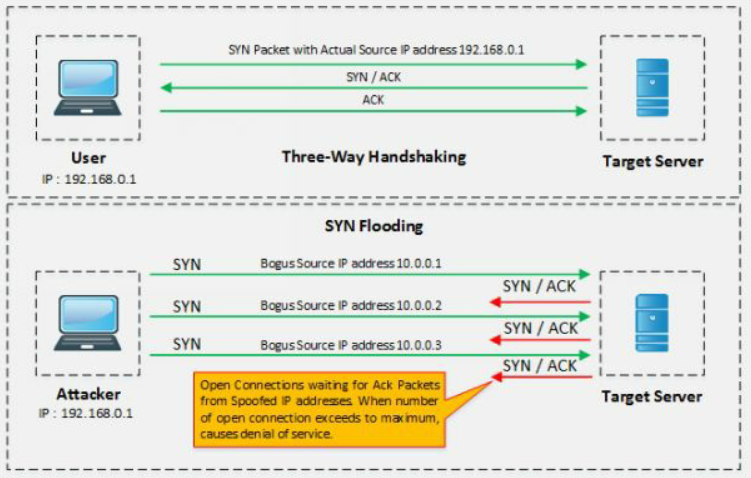 SYN Packet with Actual Source IP address 192.168.0.1
SYN / ACK
ACK
User
IP : 192.168.0.1
Three-Way Handshaking
Target Server
SYN Flooding
SYN
Bogus Source IP address 10.0.0.1
SYN / ACK
SYN
Bogus Source IP address 10.0.0.2
SYN / ACK
SYN
Bogus Source IP address 10.0.0.3
SYN / ACK
Attacker
IP : 192.168.0.1
Open Connections waiting for Ack Packets
from Spoofed IP addresses. When number
of open connection exceeds to maximum,
causes denial of service.
Target Server